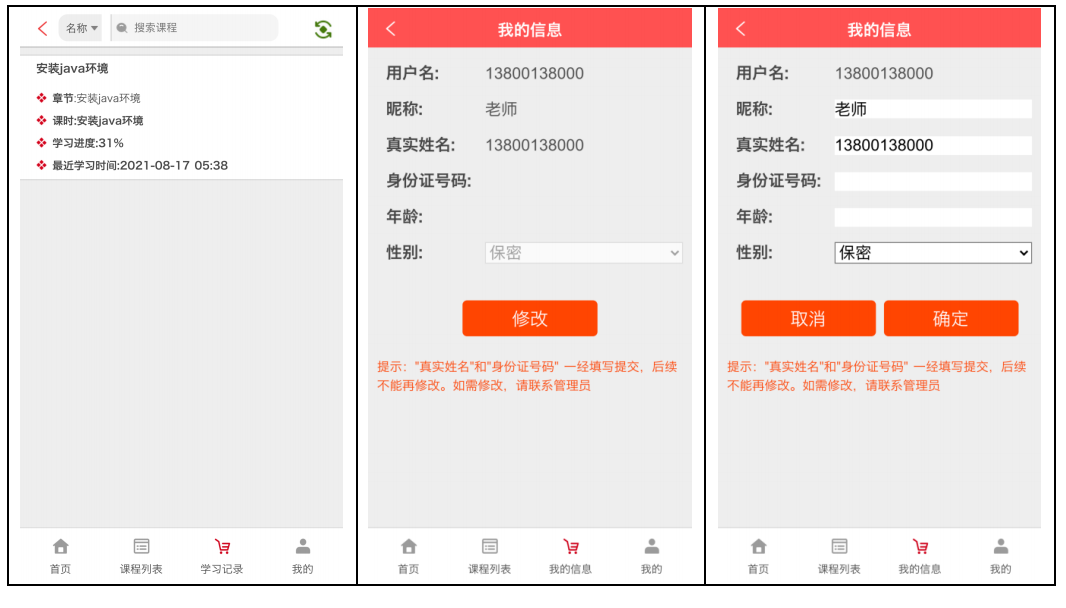 名称
搜索课程
安装java环境
章节:安装java环境
课时:安装java环境
学习进度:31%
最近学习时间:2021-08-17 05:38
首页
课程列表
学习记录
我的
我的信息
用户名: 13800138000
昵称: 老师
真实姓名: 13800138000
身份证号码:
年龄:
性别: 保密
修改
提示："真实姓名"和"身份证号码" 一经填写提交，后续
不能再修改。如需修改，请联系管理员
首页
课程列表
我的信息
我的
我的信息
用户名: 13800138000
昵称: 老师
真实姓名: 13800138000
身份证号码:
年龄:
性别: 保密
取消
确定
提示："真实姓名"和"身份证号码" 一经填写提交，后续
不能再修改。如需修改，请联系管理员
首页
课程列表
我的信息
我的